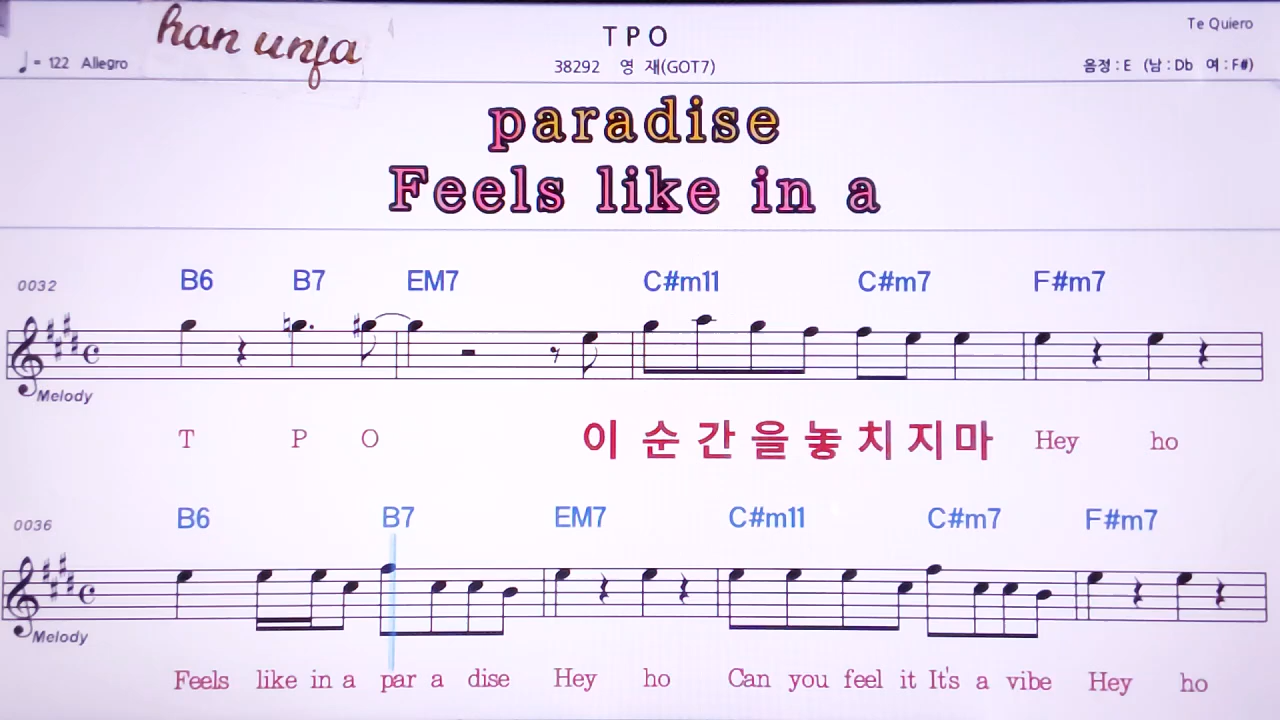 han unfa
T P O
Te Quiero
♩ = 122 Allegro
38292 영 재(GOT7)
음정 : E (남 : Db 여 : F#)
paradise
Feels like in a
0032 B6 B7 EM7 C#m11 C#m7 F#m7
Melody
T P O 이 순 간 을 놓 치 지 마 Hey ho
0036 B6 B7 EM7 C#m11 C#m7 F#m7
Melody
Feels like in a par a dise Hey ho Can you feel it It's a vibe Hey ho